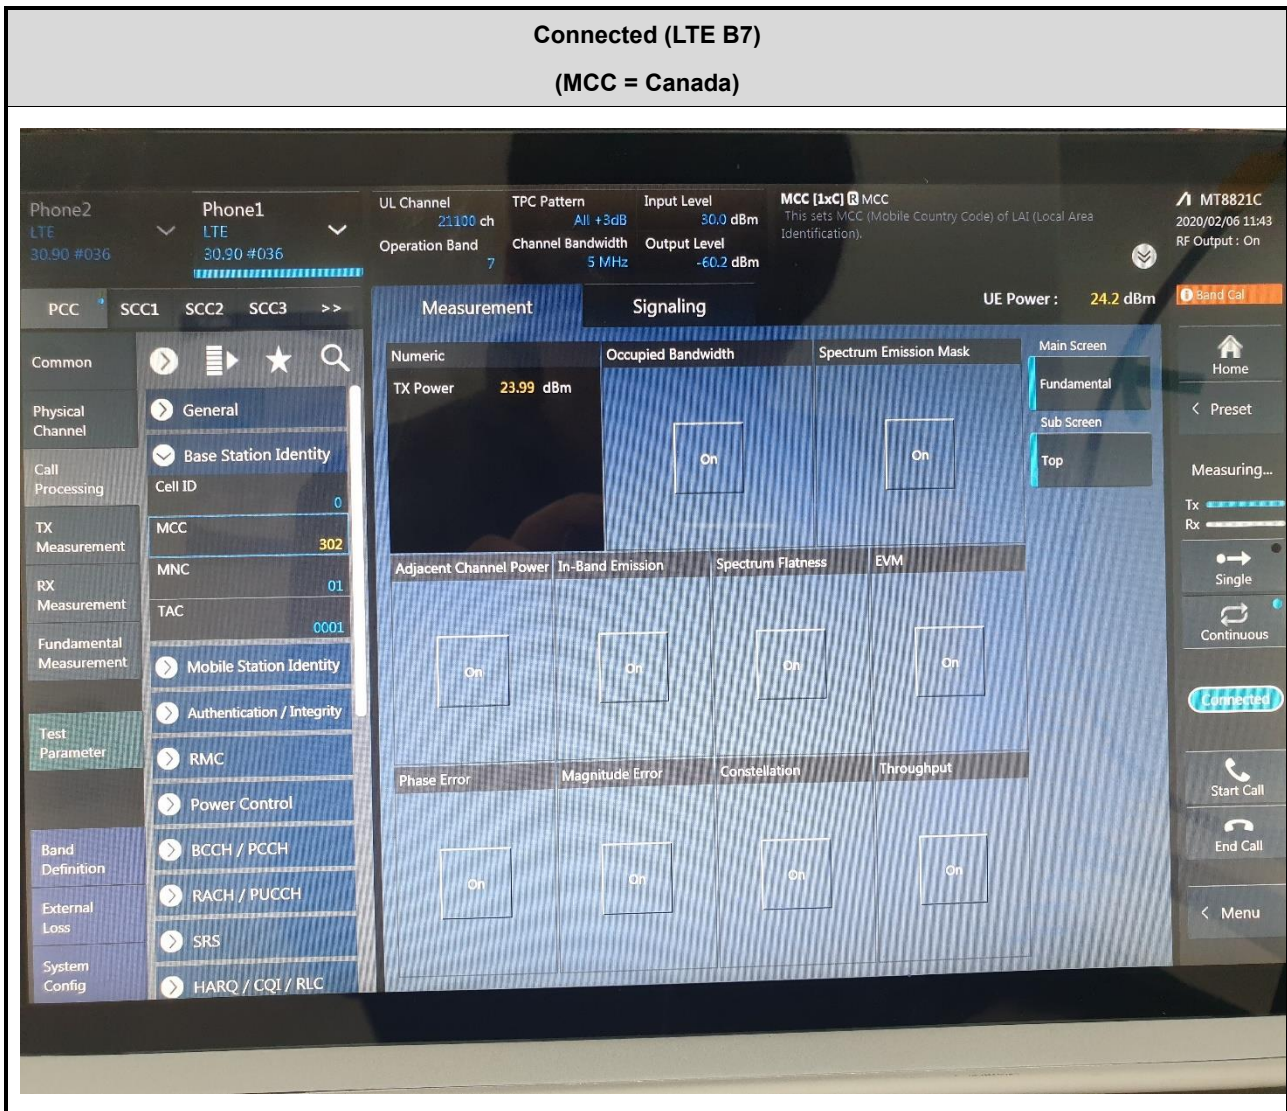 Connected (LTE B7)
(MCC = Canada)
Phone2
LTE
30.90 #036
Phone1
LTE
30.90 #036
UL Channel
21100 ch
Operation Band
7
TPC Pattern
All +3dB
Channel Bandwidth
5 MHz
Input Level
30.0 dBm
Output Level
-60.2 dBm
MCC [1xC] R MCC
This sets MCC (Mobile Country Code) of LAI (Local Area
Identification).
MT8821C
2020/02/06 11:43
RF Output : On
PCC SCC1 SCC2 SCC3 >>
Measurement
Signaling
UE Power : 24.2 dBm
Band Cal
Common
Physical
Channel
Call
Processing
TX
Measurement
RX
Measurement
Fundamental
Measurement
Test
Parameter
Band
Definition
External
Loss
System
Config
General
Base Station Identity
Cell ID
0
MCC
302
MNC
01
TAC
0001
Mobile Station Identity
Authentication / Integrity
RMC
Power Control
BCCH / PCCH
RACH / PUCCH
SRS
HARQ / CQI / RLC
Numeric
TX Power 23.99 dBm
Occupied Bandwidth
On
Spectrum Emission Mask
On
Adjacent Channel Power
On
In-Band Emission
On
Spectrum Flatness
On
EVM
On
Phase Error
On
Magnitude Error
On
Constellation
On
Throughput
On
Main Screen
Fundamental
Sub Screen
Top
Home
< Preset
Measuring...
Tx
Rx
Single
Continuous
Connected
Start Call
End Call
< Menu